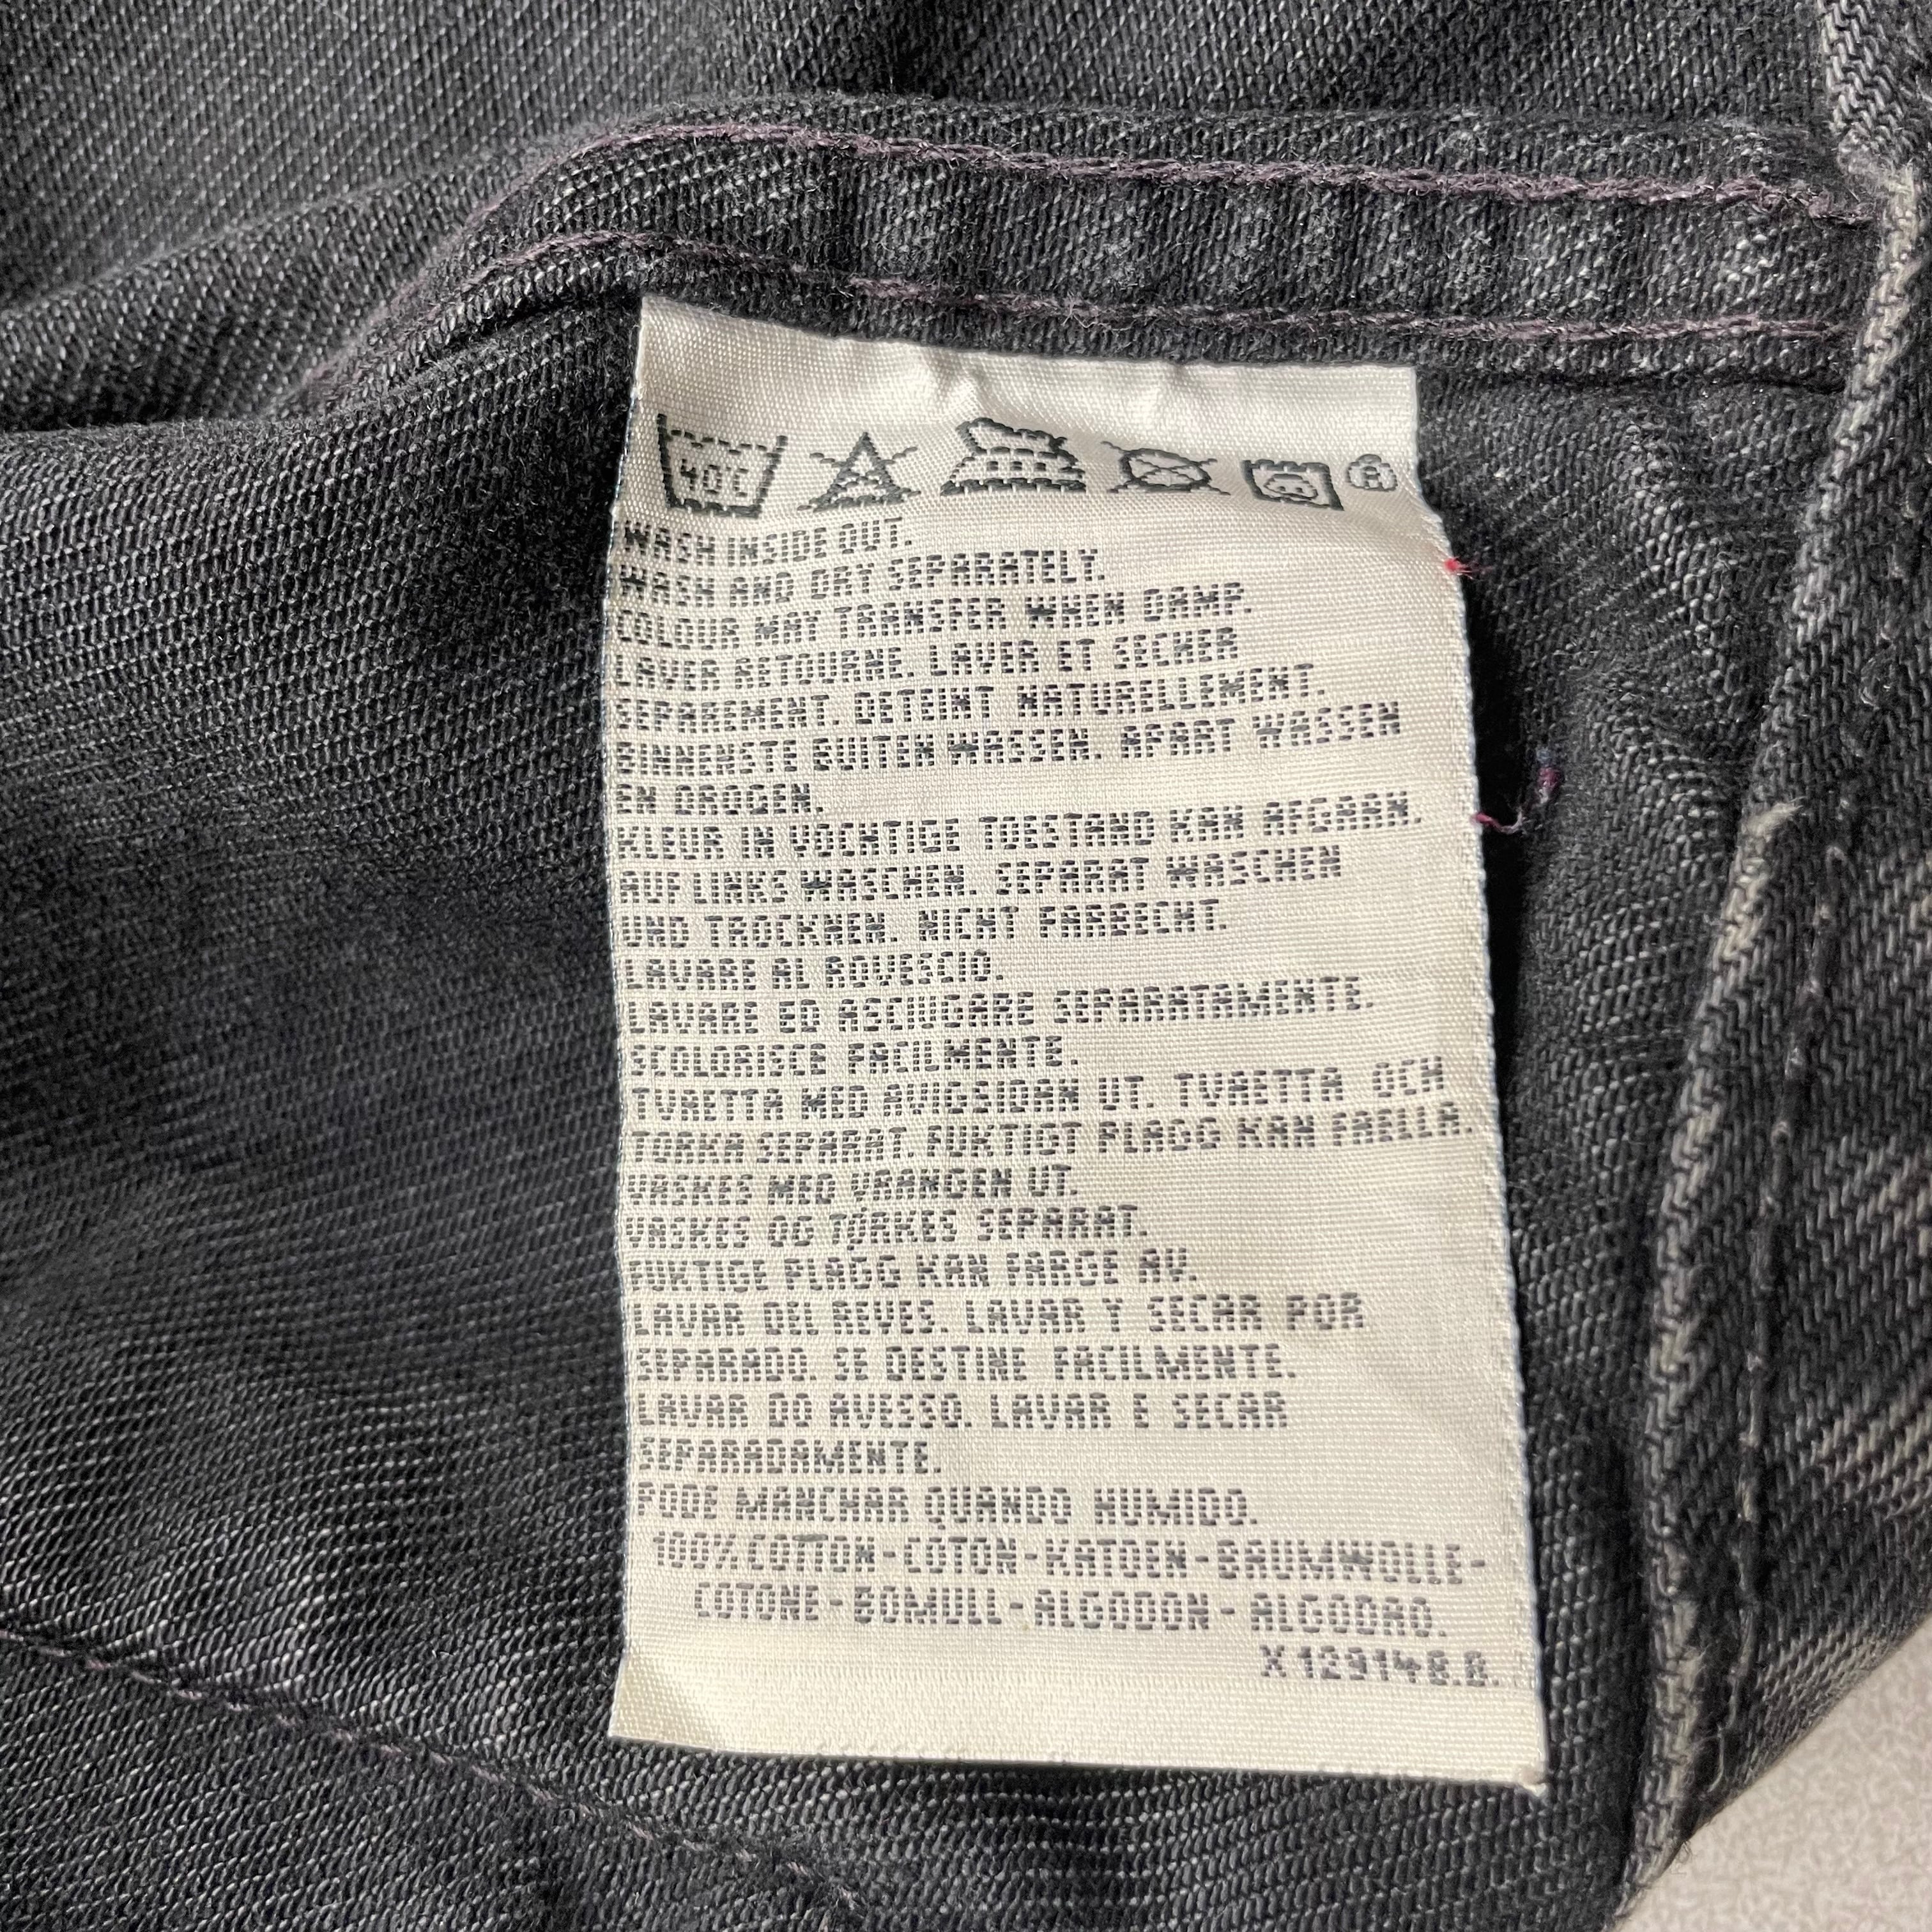 40C
®
WASH INSIDE OUT.
WASH AND DRY SEPARATELY.
COLOUR MAY TRANSFER WHEN DAMP.
LAVER RETOURNE. LAVER ET SECHER
SEPAREMENT. DETEINT NATURELLEMENT.
BINNENSTE BUITEN WASSEN. APART WASSEN
EN DROGEN.
KLEUR IN VOCHTIGE TOESTAND KAN AFGAAN.
AUF LINKS WASCHEN. SEPARAT WASCHEN
UND TROCKNEN. NICHT FARBECHT.
LAVARE AL ROVESCIO.
LAVARE ED ASCIUGARE SEPARATAMENTE.
SCOLORISCE FACILMENTE.
TVAETTA MED AVIGSIDAN UT. TVAETTA OCH
TORKA SEPARAT. FUKTIGT PLAGG KAN FAELLA.
VASKES MED VRANGEN UT.
VASKES OG TORKES SEPARAT.
FUKTIGE PLAGG KAN FARGE AV.
LAVAR DEL REVES. LAVAR Y SECAR POR
SEPARADO. SE DESTINE FACILMENTE.
LAVAR DO AVESSO. LAVAR E SECAR
SEPARADAMENTE.
PODE MANCHAR QUANDO HUMIDO.
100% COTTON-COTON-KATOEN-BAUMWOLLE-
COTONE-BOMULL-ALGODON-ALGODAO.
X129148.B.